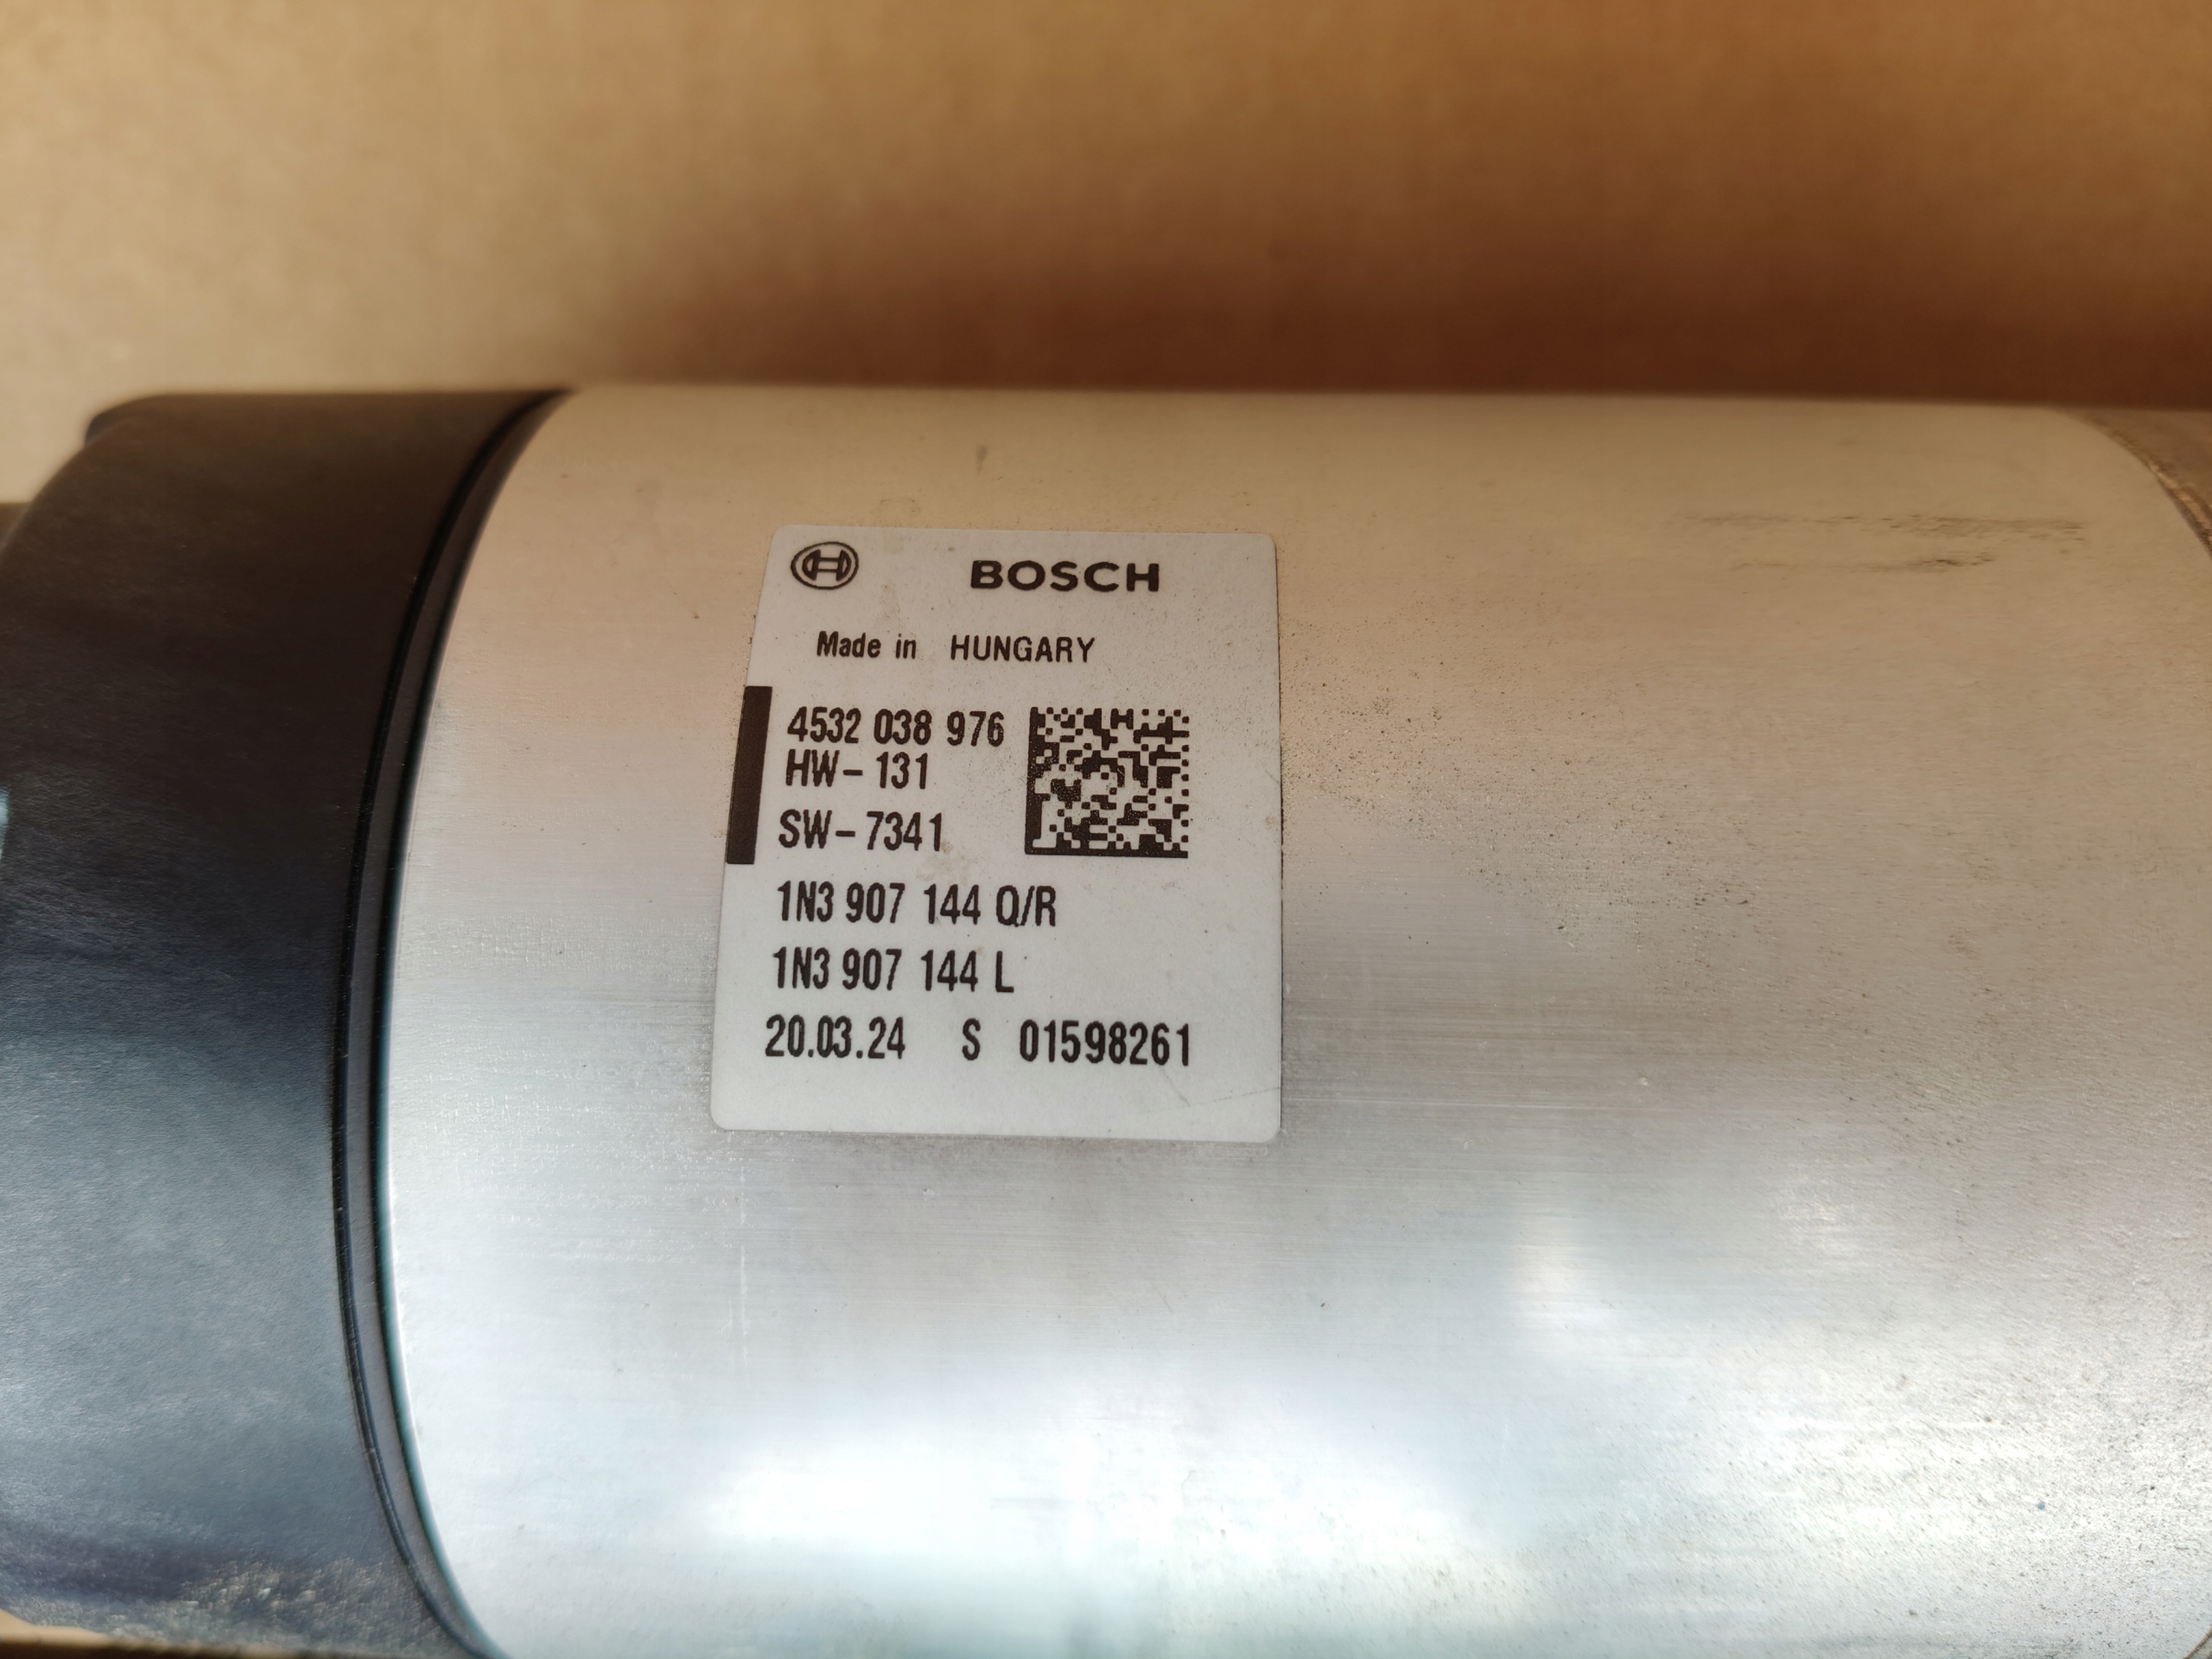 BOSCH
Made in HUNGARY
4532 038 976
HW-131
SW-7341
1N3 907 144 Q/R
1N3 907 144 L
20.03.24 S 01598261